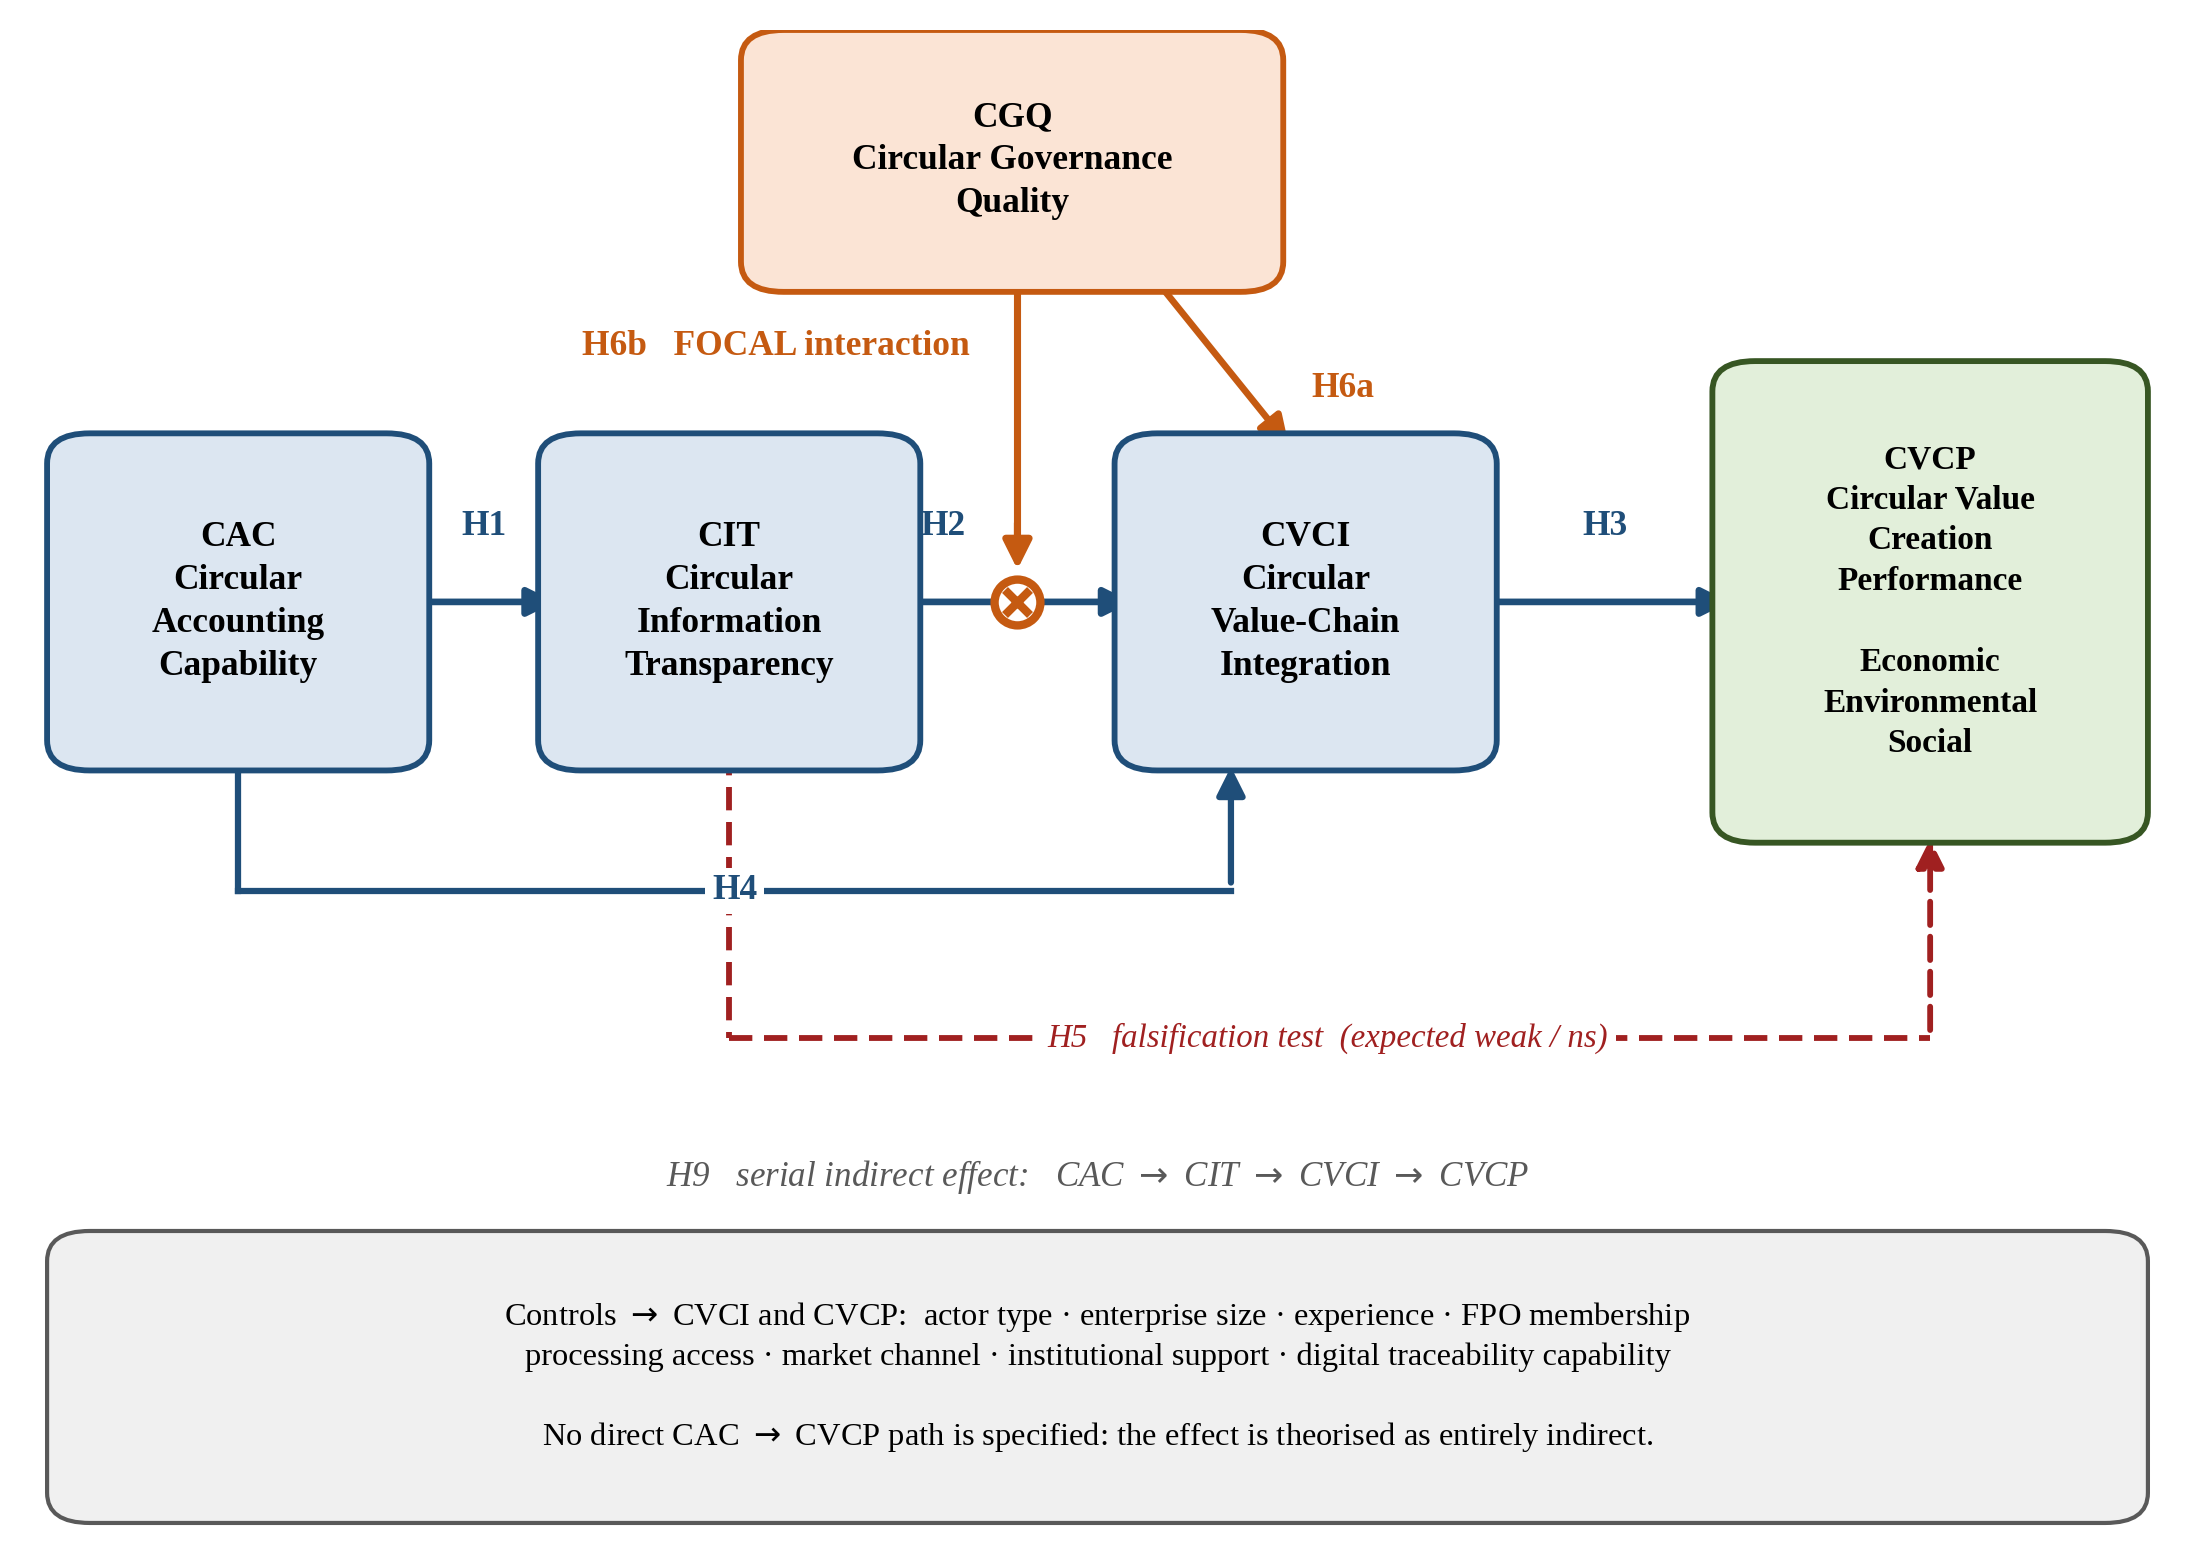 CGQ
Circular Governance
Quality
H6b   FOCAL interaction
H6a
CAC
Circular
Accounting
Capability
H1
CIT
Circular
Information
Transparency
H2
CVCI
Circular
Value-Chain
Integration
H3
CVCP
Circular Value
Creation
Performance
Economic
Environmental
Social
H4
H5   falsification test  (expected weak / ns)
H9   serial indirect effect:   CAC → CIT → CVCI → CVCP
Controls → CVCI and CVCP:  actor type · enterprise size · experience · FPO membership
processing access · market channel · institutional support · digital traceability capability
No direct CAC → CVCP path is specified: the effect is theorised as entirely indirect.